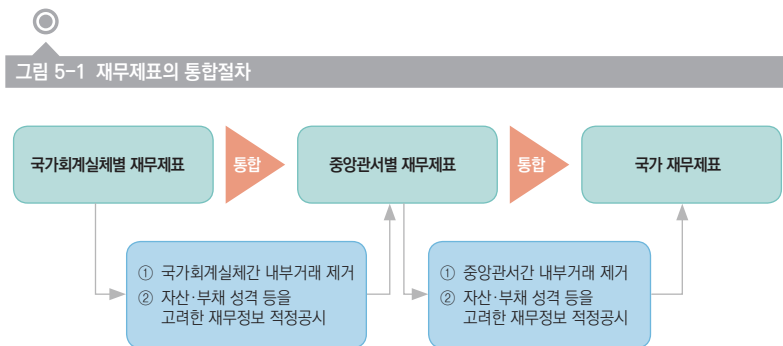 그림 5-1 재무제표의 통합절차
국가회계실체별 재무제표
통합
중앙관서별 재무제표
통합
국가 재무제표
① 국가회계실체간 내부거래 제거
② 자산·부채 성격 등을
고려한 재무정보 적정공시
① 중앙관서간 내부거래 제거
② 자산·부채 성격 등을
고려한 재무정보 적정공시